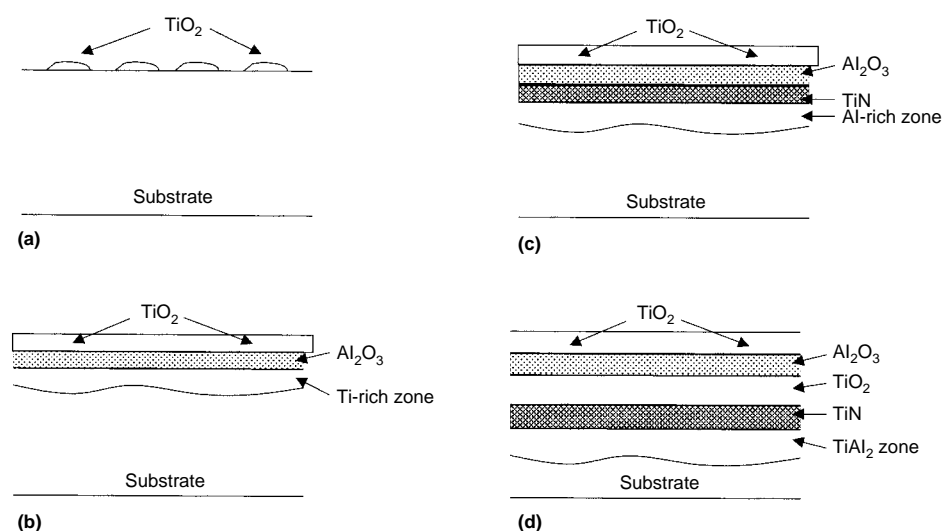 TiO2
Substrate
(a)
TiO2
Al2O3
Ti-rich zone
(b)
TiO2
Al2O3
TiN
Al-rich zone
Substrate
(c)
TiO2
Al2O3
TiO2
TiN
TiAl2 zone
Substrate
(d)